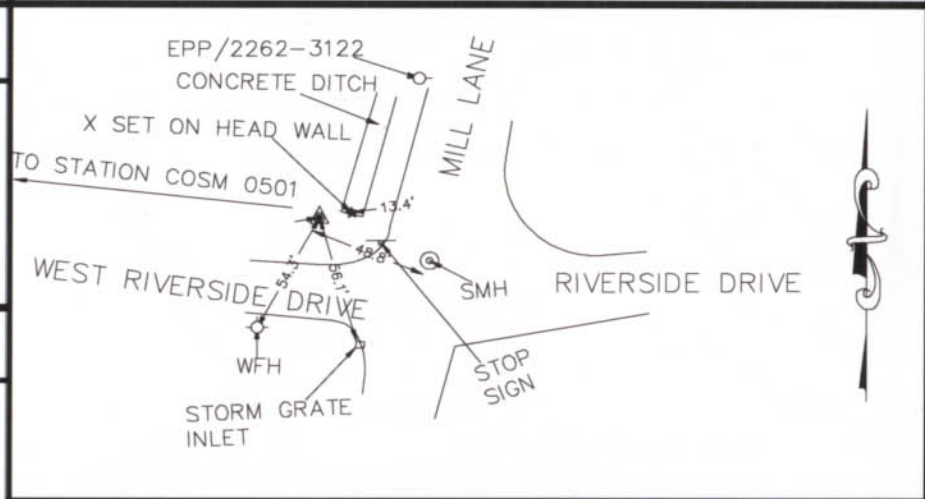 EPP/2262-3122
CONCRETE DITCH
MILL LANE
X SET ON HEAD WALL
TO STATION COSM 0501
13.4'
48.8'
54.3'
56.1'
WEST RIVERSIDE DRIVE
SMH
RIVERSIDE DRIVE
WFH
STOP
SIGN
STORM GRATE
INLET